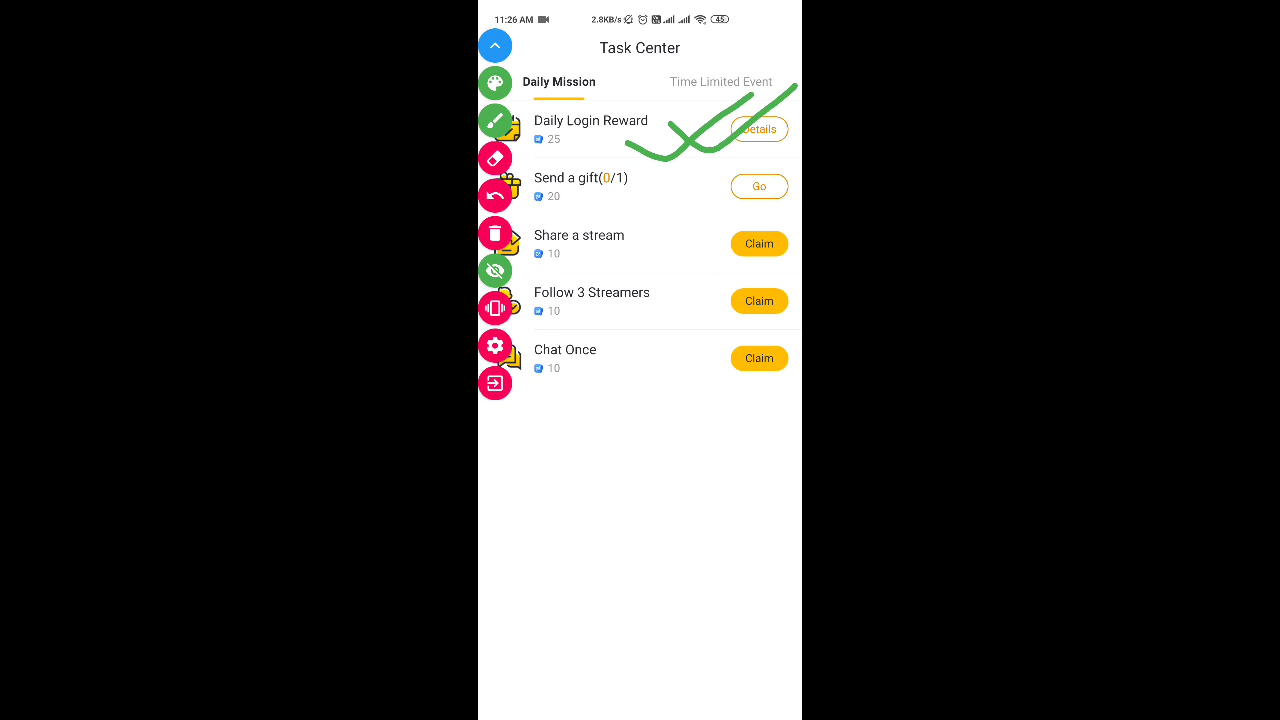 11:26 AM 2.8KB/s 45
Task Center
Daily Mission Time Limited Event
Daily Login Reward
25
Details
Send a gift(0/1)
20
Go
Share a stream
10
Claim
Follow 3 Streamers
10
Claim
Chat Once
10
Claim